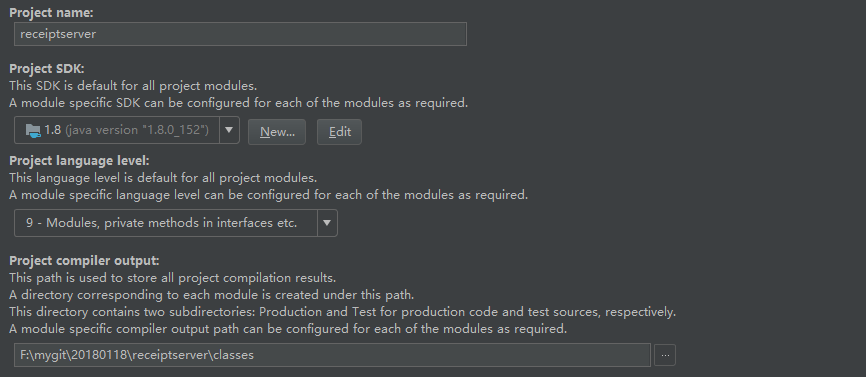 Project name:
receiptserver
Project SDK:
This SDK is default for all project modules.
A module specific SDK can be configured for each of the modules as required.
1.8 (java version "1.8.0_152")
New...
Edit
Project language level:
This language level is default for all project modules.
A module specific language level can be configured for each of the modules as required.
9 - Modules, private methods in interfaces etc.
Project compiler output:
This path is used to store all project compilation results.
A directory corresponding to each module is created under this path.
This directory contains two subdirectories: Production and Test for production code and test sources, respectively.
A module specific compiler output path can be configured for each of the modules as required.
F:\mygit\20180118\receiptserver\classes
...